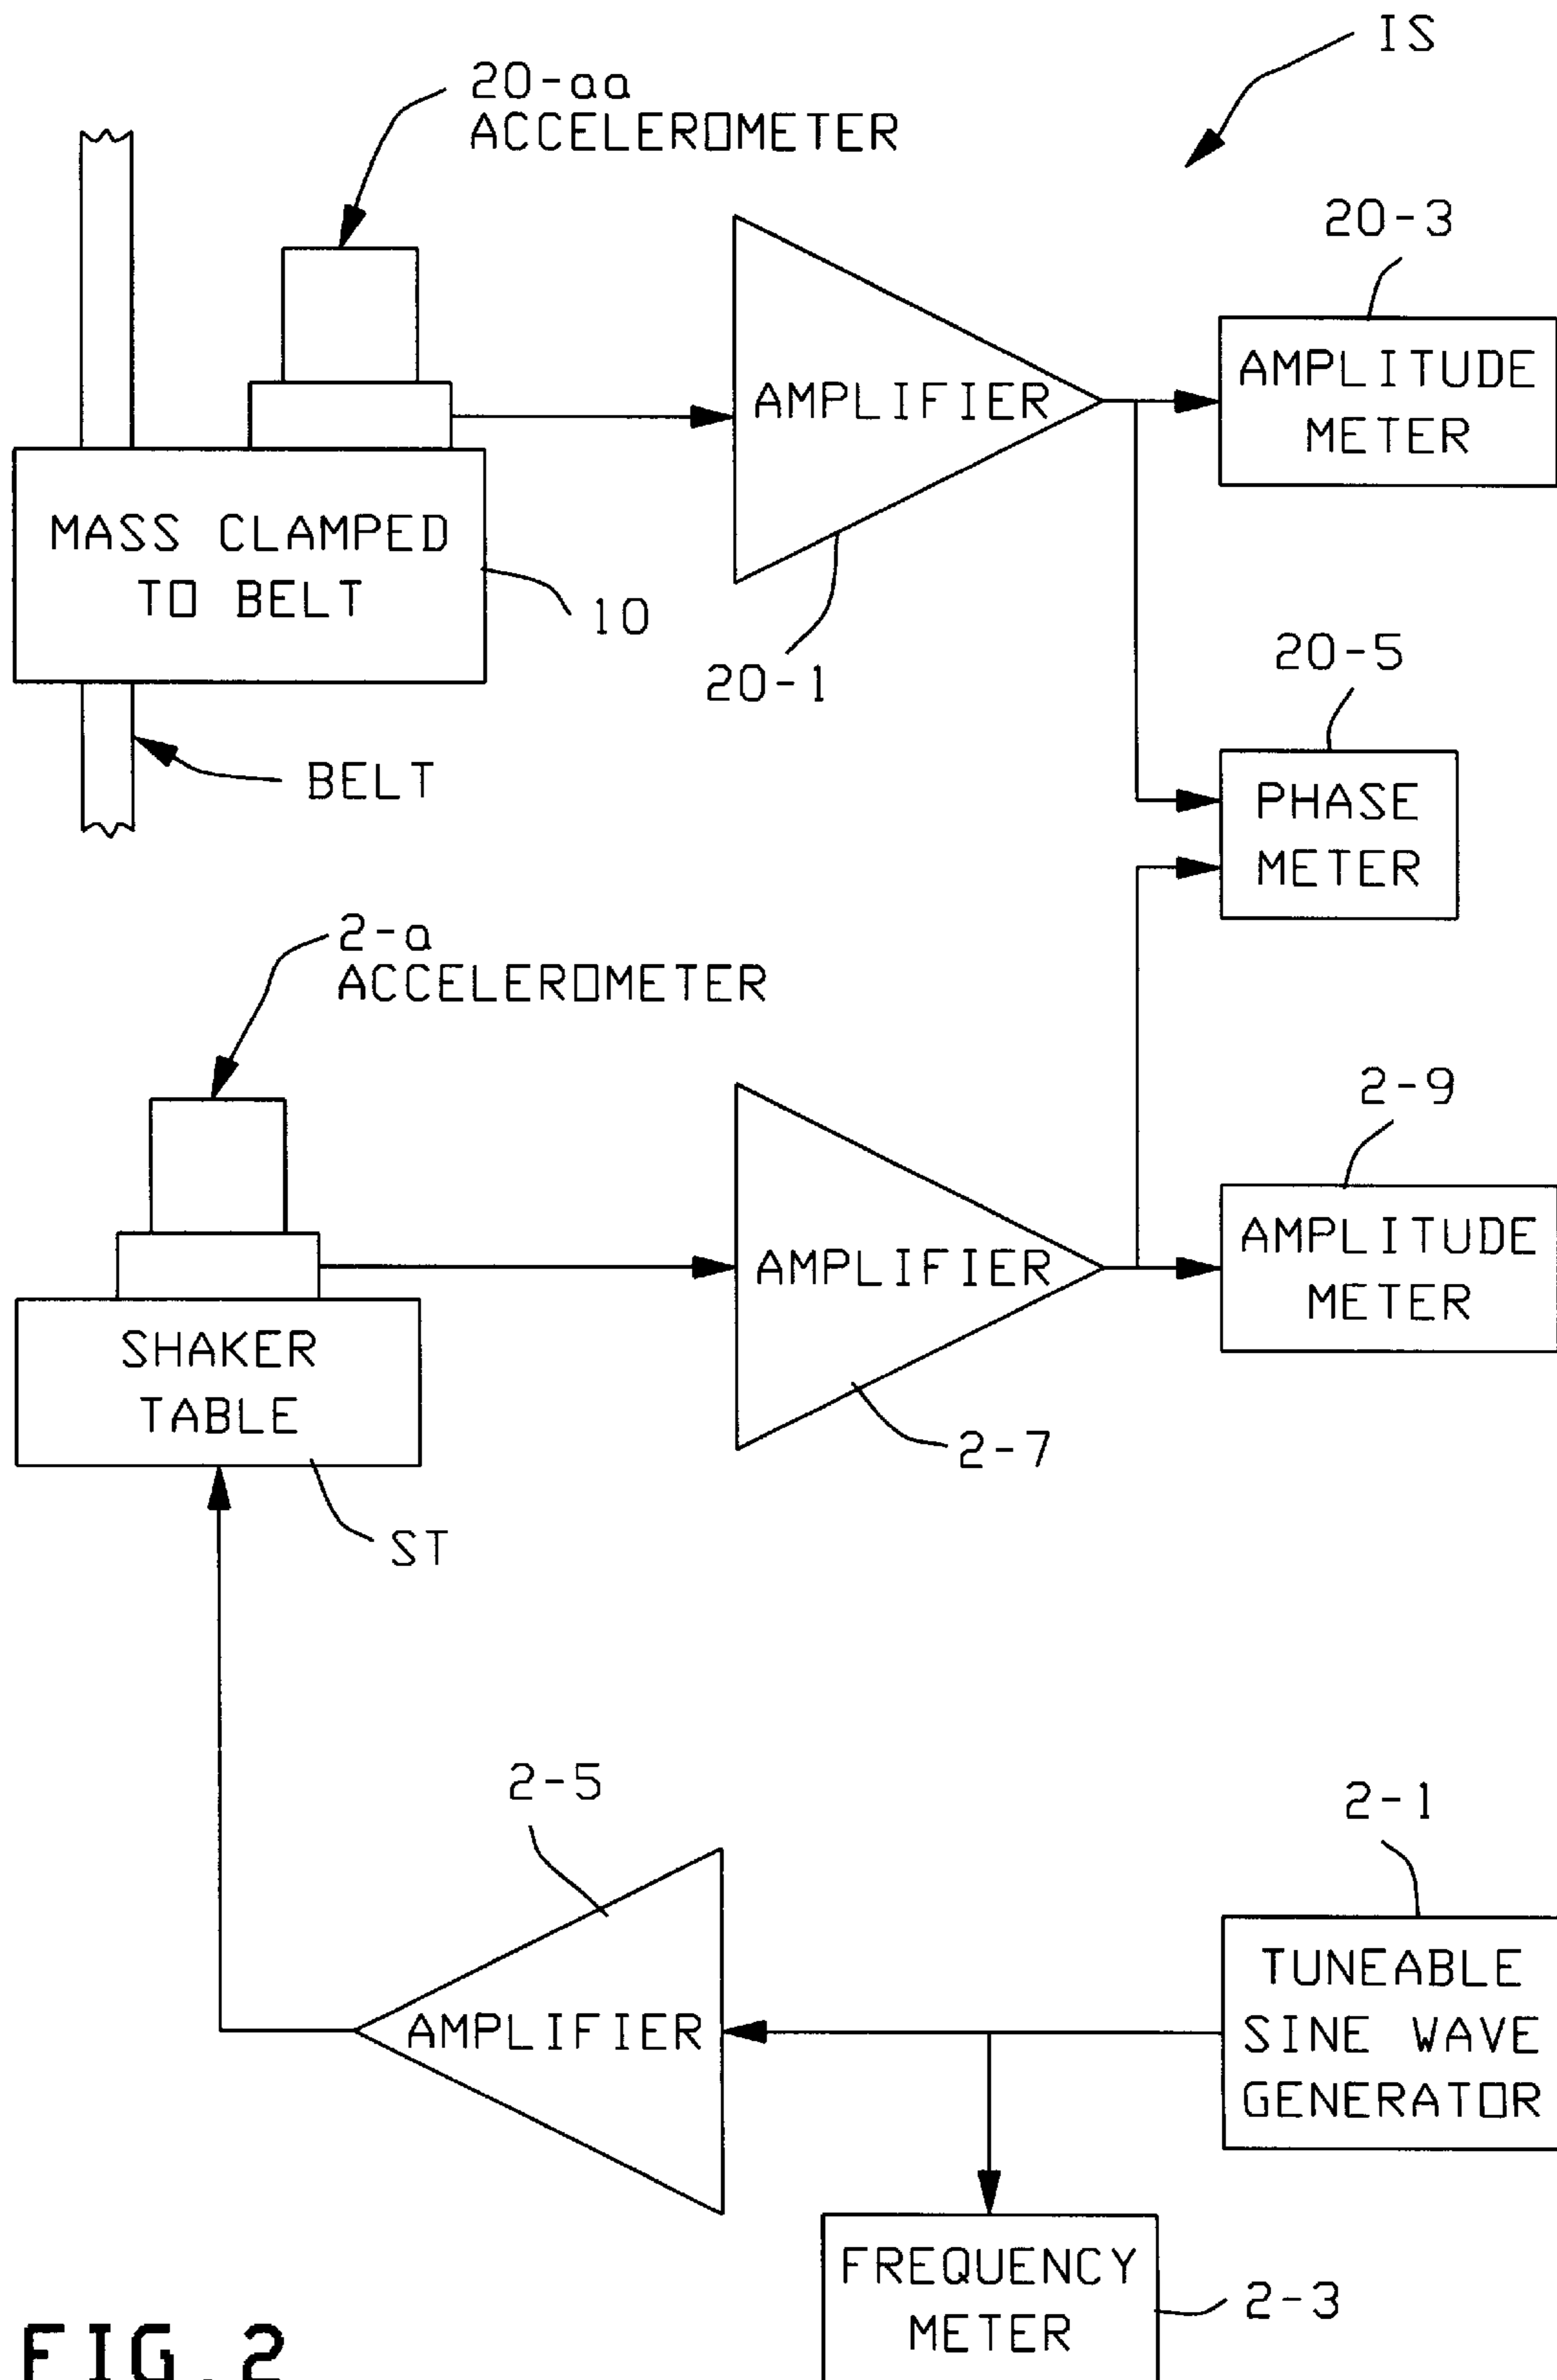 IS
20-aa
ACCELEROMETER
20-3
AMPLITUDE
METER
AMPLIFIER
MASS CLAMPED
TO BELT
10
20-1
20-5
BELT
PHASE
METER
2-a
ACCELEROMETER
2-9
AMPLITUDE
METER
AMPLIFIER
SHAKER
TABLE
2-7
ST
2-5
2-1
TUNEABLE
SINE WAVE
GENERATOR
AMPLIFIER
FREQUENCY
METER
2-3
FIG.2